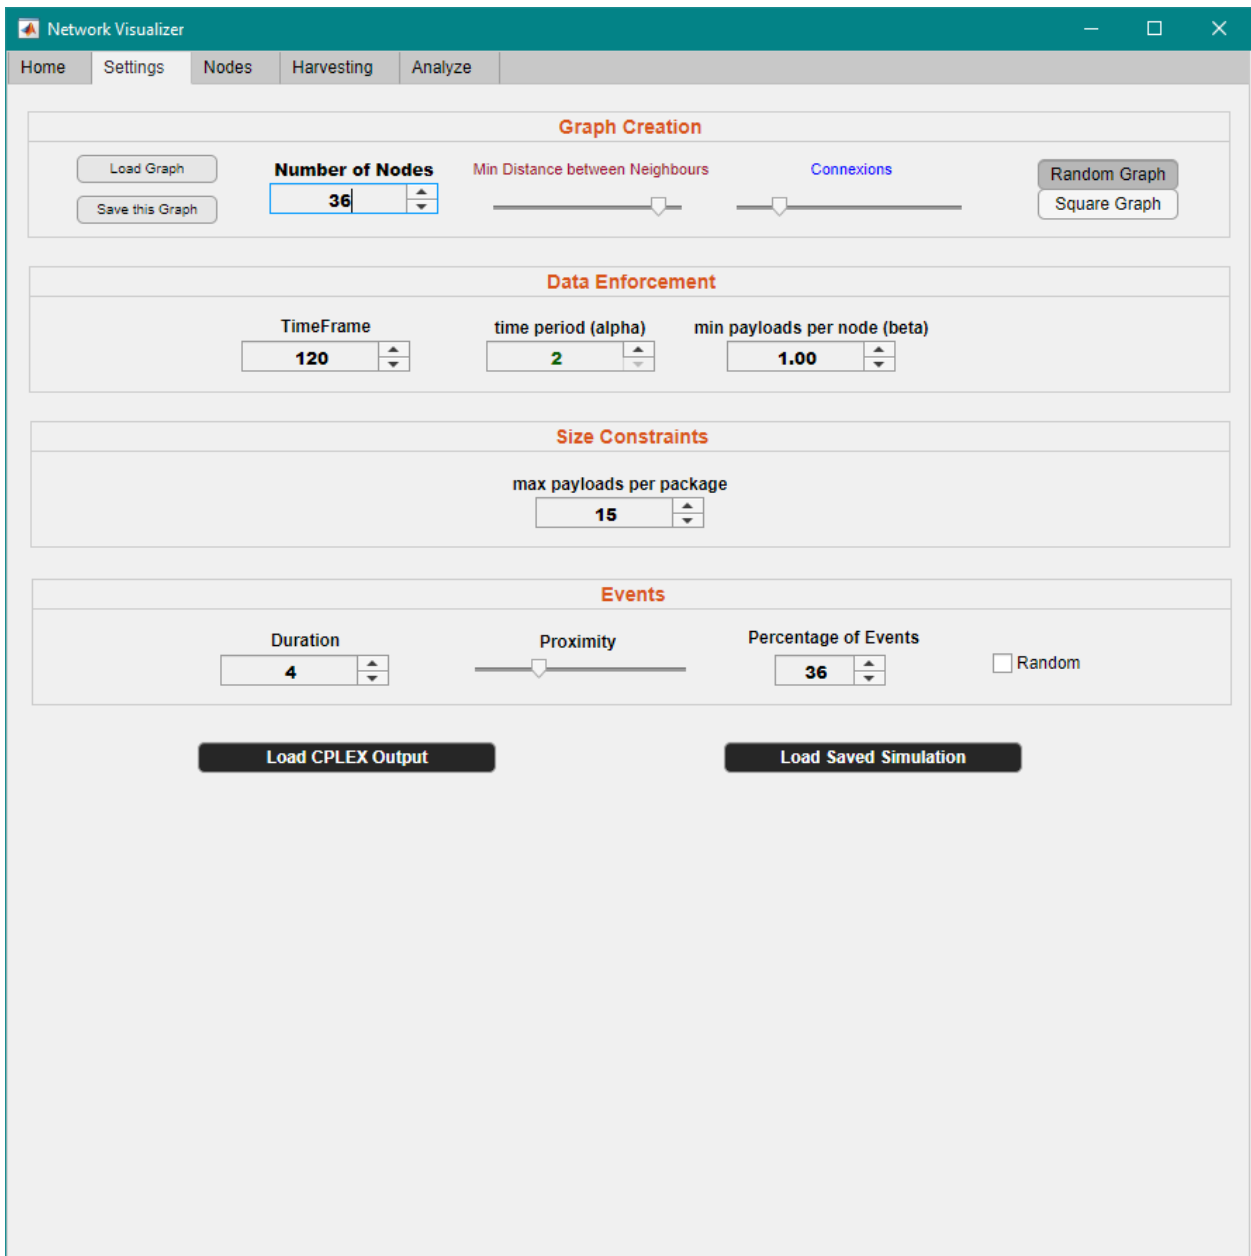 Network Visualizer
Home Settings Nodes Harvesting Analyze
Graph Creation
Load Graph
Save this Graph
Number of Nodes
36
Min Distance between Neighbours
Connexions
Random Graph
Square Graph
Data Enforcement
TimeFrame
120
time period (alpha)
2
min payloads per node (beta)
1.00
Size Constraints
max payloads per package
15
Events
Duration
4
Proximity
Percentage of Events
36
Random
Load CPLEX Output
Load Saved Simulation